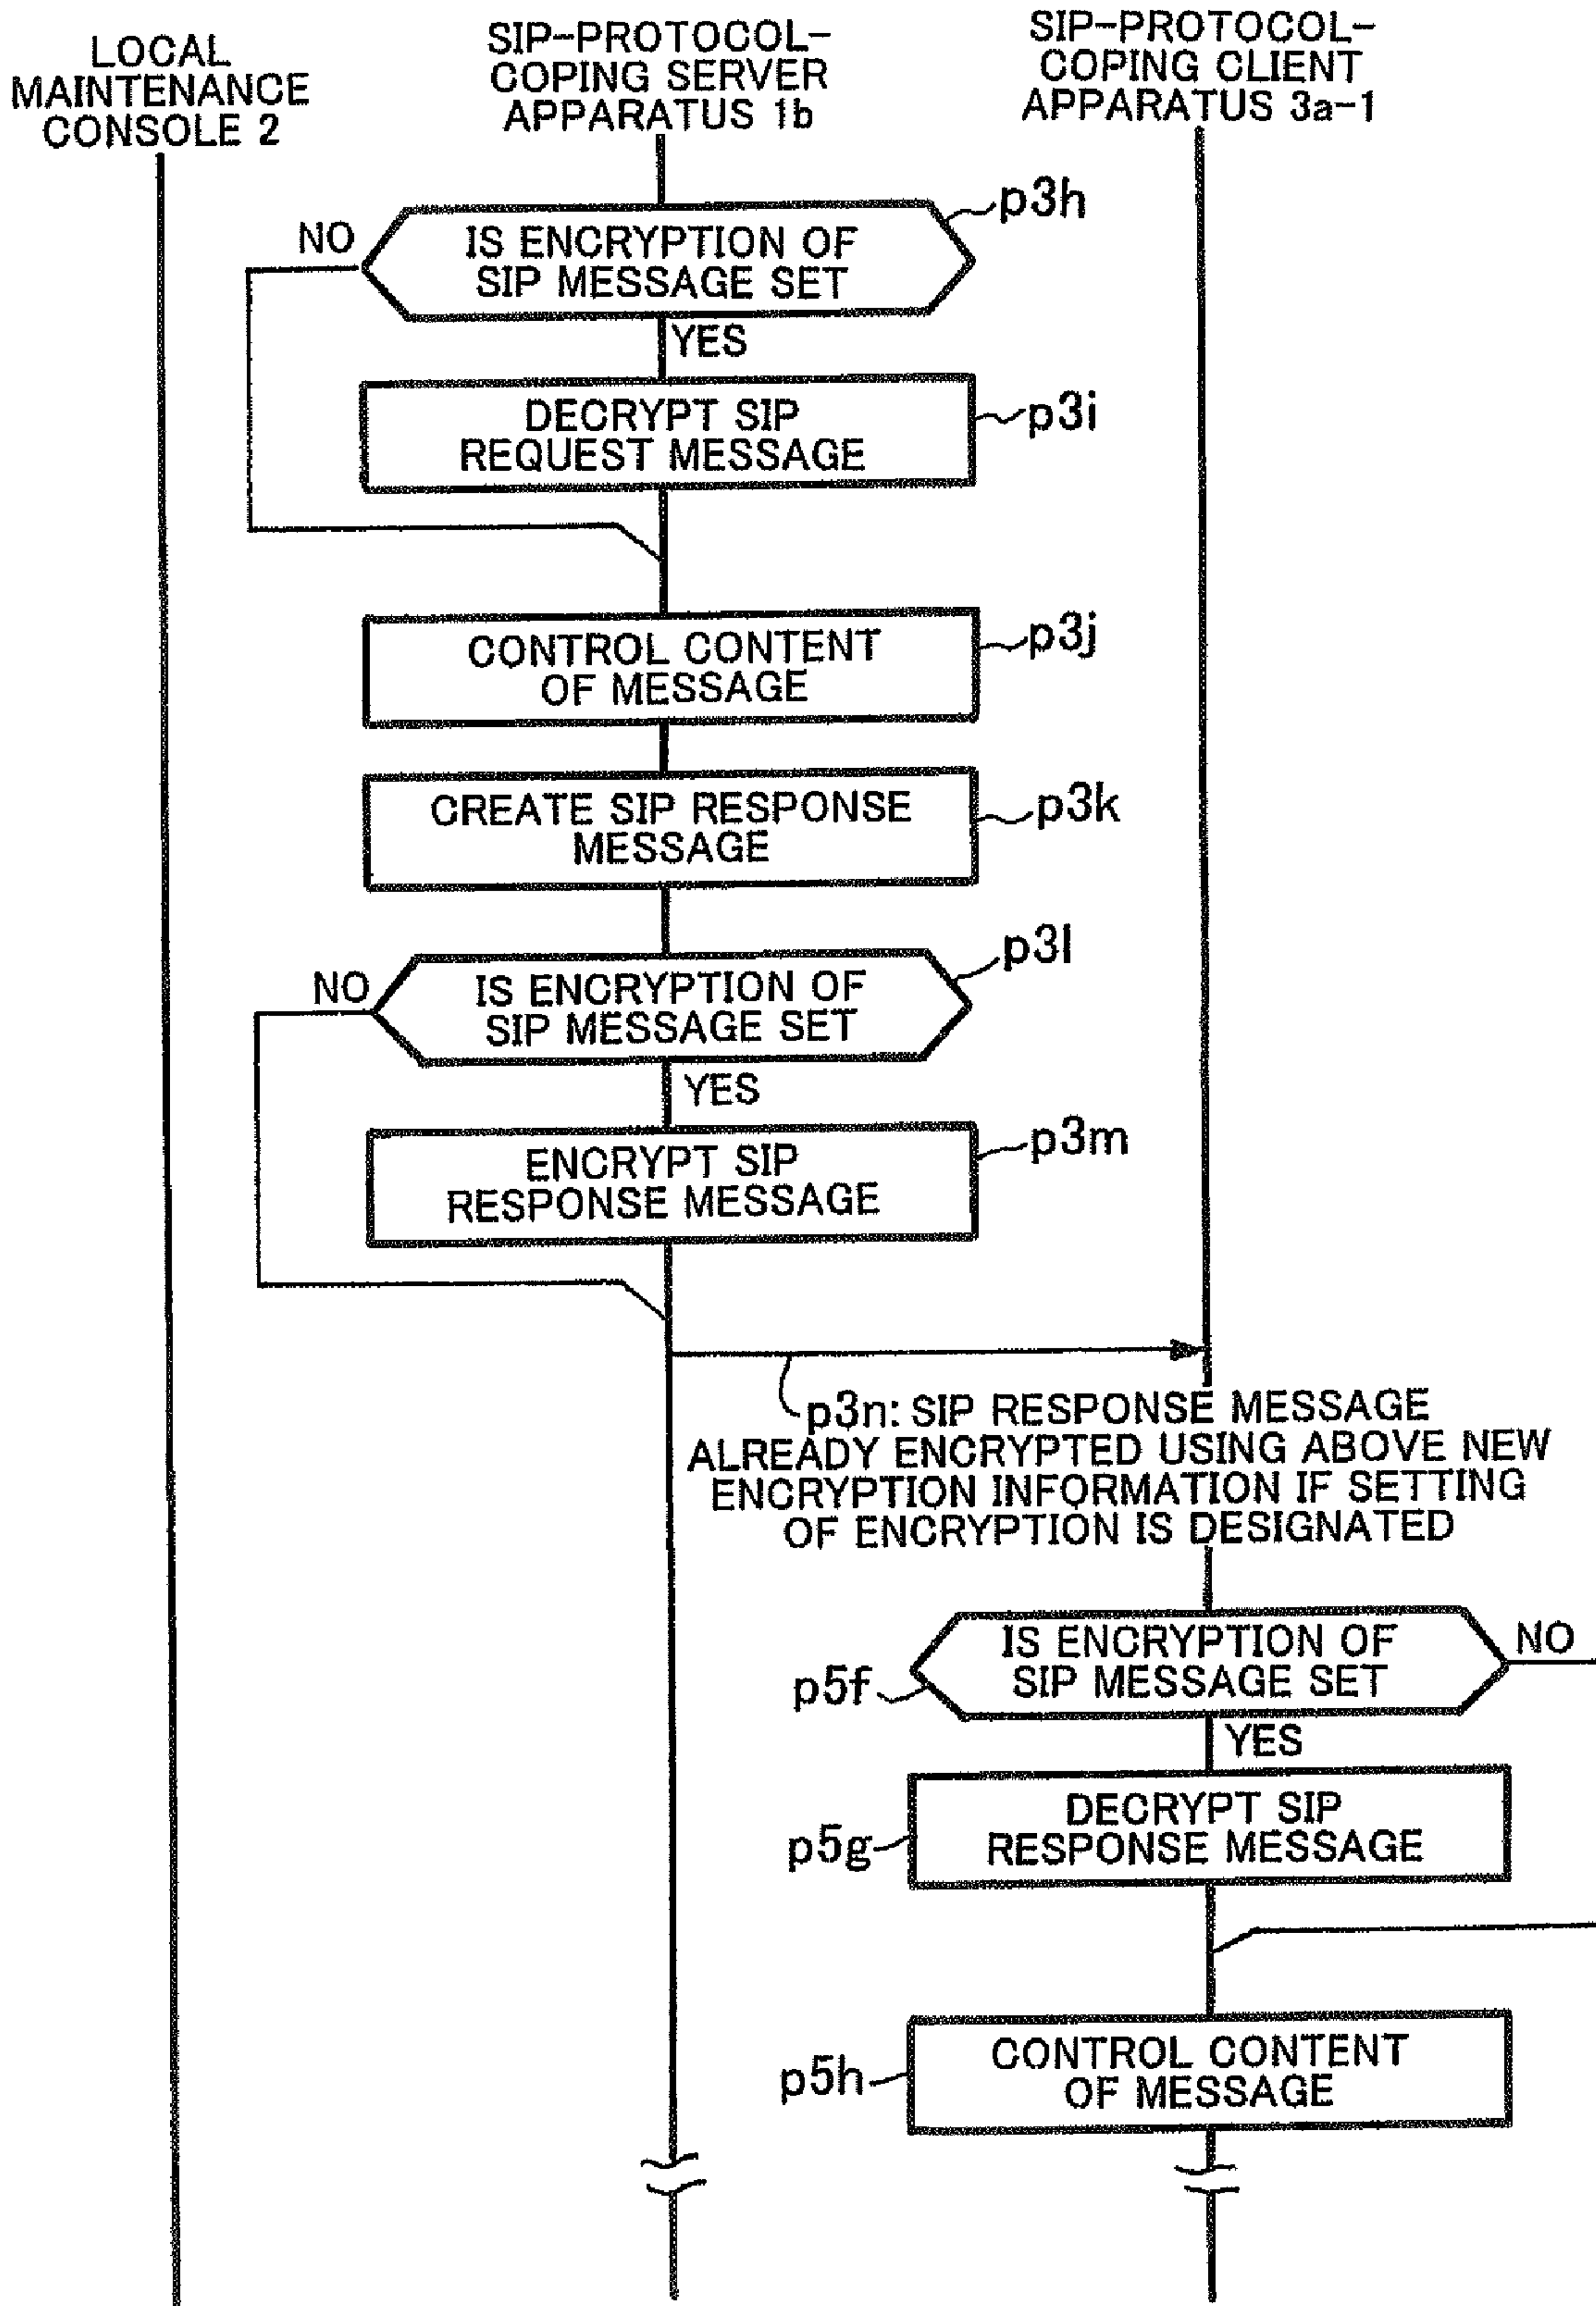 LOCAL
MAINTENANCE
CONSOLE 2
SIP-PROTOCOL-
COPING SERVER
APPARATUS 1b
SIP-PROTOCOL-
COPING CLIENT
APPARATUS 3a-1
p3h
NO
IS ENCRYPTION OF
SIP MESSAGE SET
YES
DECRYPT SIP
REQUEST MESSAGE
p3i
CONTROL CONTENT
OF MESSAGE
p3j
CREATE SIP RESPONSE
MESSAGE
p3k
p3l
NO
IS ENCRYPTION OF
SIP MESSAGE SET
YES
ENCRYPT SIP
RESPONSE MESSAGE
p3m
p3n: SIP RESPONSE MESSAGE
ALREADY ENCRYPTED USING ABOVE NEW
ENCRYPTION INFORMATION IF SETTING
OF ENCRYPTION IS DESIGNATED
IS ENCRYPTION OF
SIP MESSAGE SET
NO
p5f
YES
DECRYPT SIP
RESPONSE MESSAGE
p5g
CONTROL CONTENT
OF MESSAGE
p5h